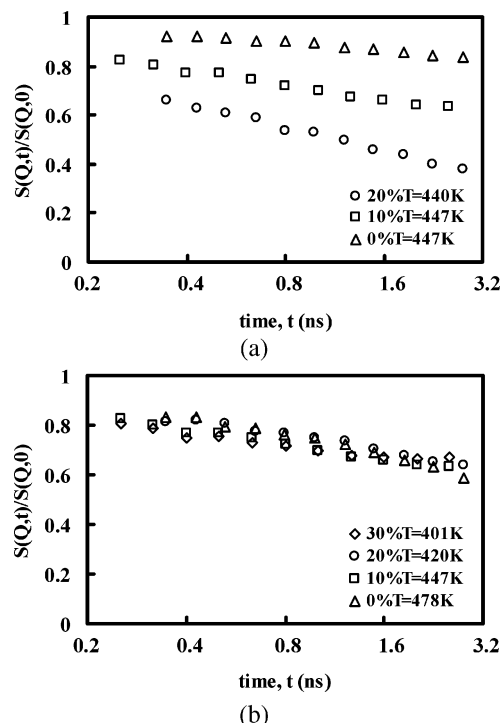 (a)
S(Q,t)/S(Q,0)
1
0.8
0.6
0.4
0.2
0
20%T=440K
10%T=447K
0%T=447K
0.2
0.4
0.8
1.6
3.2
time, t (ns)
(a)
S(Q,t)/S(Q,0)
1
0.8
0.6
0.4
0.2
0
30%T=401K
20%T=420K
10%T=447K
0%T=478K
0.2
0.4
0.8
1.6
3.2
time, t (ns)
(b)